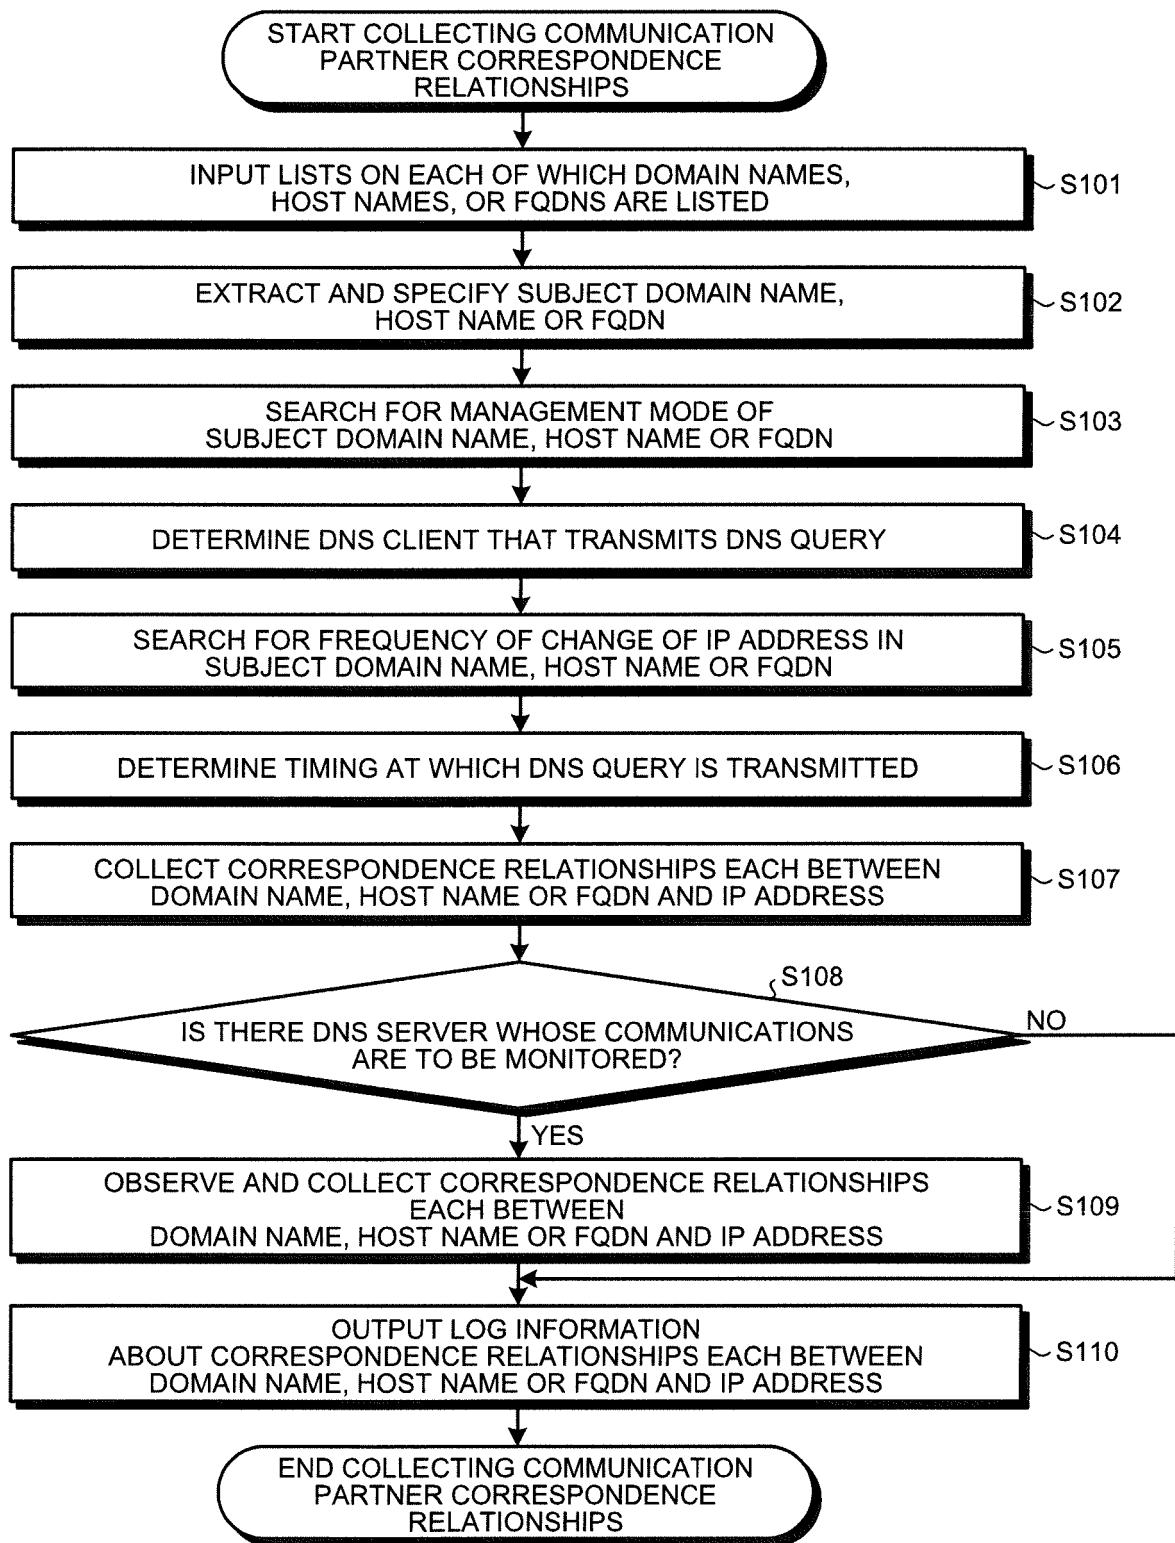 START COLLECTING COMMUNICATION
PARTNER CORRESPONDENCE
RELATIONSHIPS
INPUT LISTS ON EACH OF WHICH DOMAIN NAMES,
HOST NAMES, OR FQDNS ARE LISTED
S101
EXTRACT AND SPECIFY SUBJECT DOMAIN NAME,
HOST NAME OR FQDN
S102
SEARCH FOR MANAGEMENT MODE OF
SUBJECT DOMAIN NAME, HOST NAME OR FQDN
S103
DETERMINE DNS CLIENT THAT TRANSMITS DNS QUERY
S104
SEARCH FOR FREQUENCY OF CHANGE OF IP ADDRESS IN
SUBJECT DOMAIN NAME, HOST NAME OR FQDN
S105
DETERMINE TIMING AT WHICH DNS QUERY IS TRANSMITTED
S106
COLLECT CORRESPONDENCE RELATIONSHIPS EACH BETWEEN
DOMAIN NAME, HOST NAME OR FQDN AND IP ADDRESS
S107
S108
IS THERE DNS SERVER WHOSE COMMUNICATIONS
ARE TO BE MONITORED?
NO
YES
OBSERVE AND COLLECT CORRESPONDENCE RELATIONSHIPS
EACH BETWEEN
DOMAIN NAME, HOST NAME OR FQDN AND IP ADDRESS
S109
OUTPUT LOG INFORMATION
ABOUT CORRESPONDENCE RELATIONSHIPS EACH BETWEEN
DOMAIN NAME, HOST NAME OR FQDN AND IP ADDRESS
S110
END COLLECTING COMMUNICATION
PARTNER CORRESPONDENCE
RELATIONSHIPS